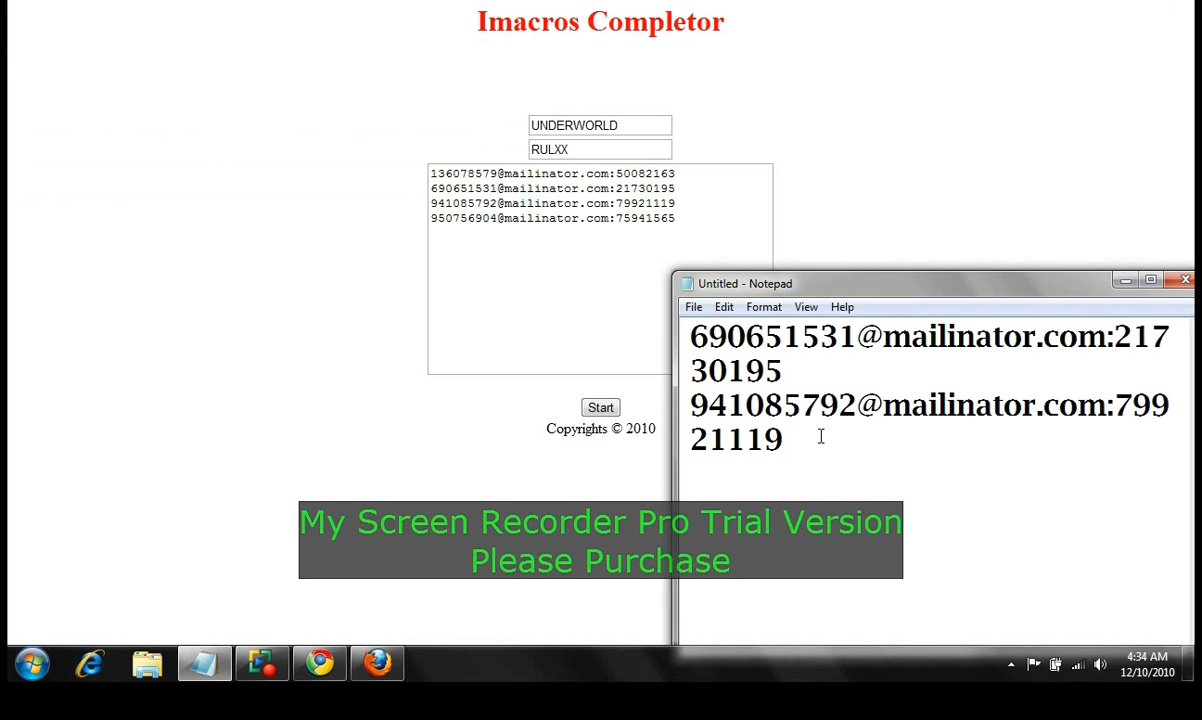 Imacros Completor
UNDERWORLD
RULXX
136078579@mailinator.com:50082163
690651531@mailinator.com:21730195
941085792@mailinator.com:79921119
950756904@mailinator.com:75941565
Start
Copyrights © 2010
Untitled - Notepad
File Edit Format View Help
690651531@mailinator.com:217
30195
941085792@mailinator.com:799
21119
My Screen Recorder Pro Trial Version
Please Purchase
4:34 AM
12/10/2010